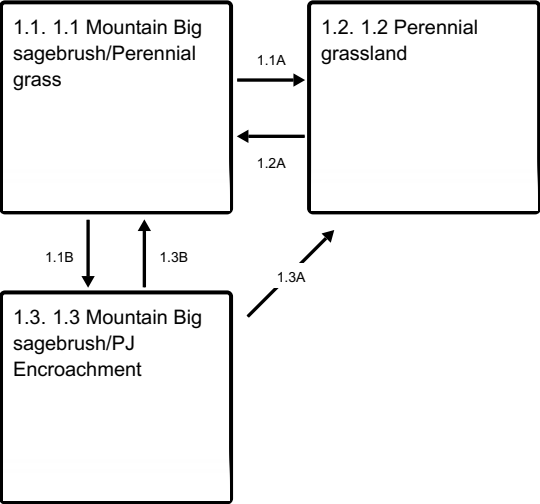 1.1. 1.1 Mountain Big
sagebrush/Perennial
grass
1.2. 1.2 Perennial
grassland
1.1A
1.2A
1.1B
1.3B
1.3A
1.3. 1.3 Mountain Big
sagebrush/PJ
Encroachment